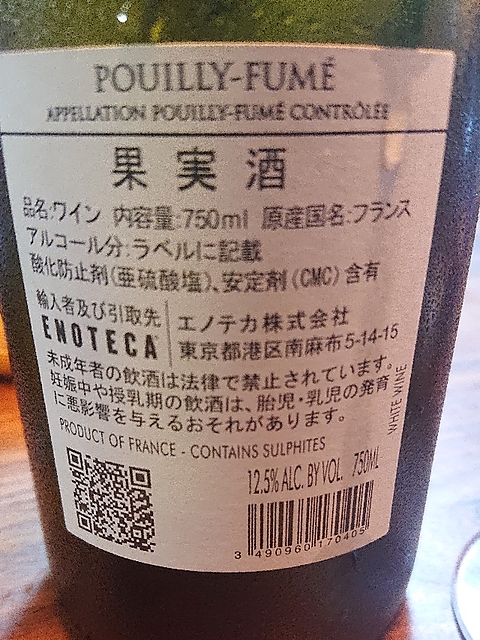 POUILLY-FUMÉ
APPELLATION POUILLY-FUMÉ CONTRÔLÉE
果実酒
品名:ワイン 内容量:750ml 原産国名:フランス
アルコール分:ラベルに記載
酸化防止剤(亜硫酸塩)、安定剤(CMC)含有
輸入者及び引取先
ENOTECA
エノテカ株式会社
東京都港区南麻布5-14-15
未成年者の飲酒は法律で禁止されています。
妊娠中や授乳期の飲酒は、胎児・乳児の発育
に悪影響を与えるおそれがあります。
WHITE WINE
PRODUCT OF FRANCE - CONTAINS SULPHITES
12.5% ALC. BY VOL. 750ML
3 490960 170405